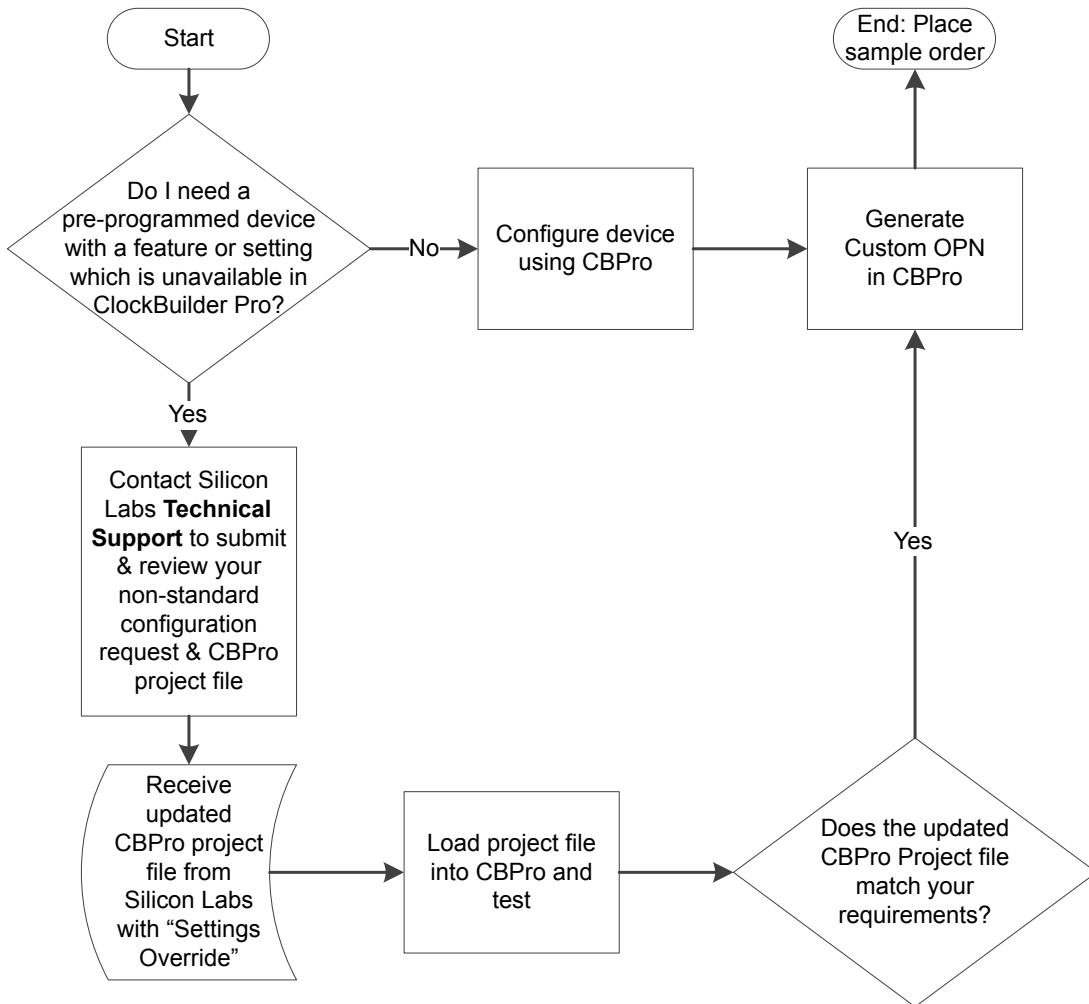 Start
End: Place
sample order
Do I need a
pre-programmed device
with a feature or setting
which is unavailable in
ClockBuilder Pro?
No
Configure device
using CBPro
Generate
Custom OPN
in CBPro
Yes
Contact Silicon
Labs Technical
Support to submit
& review your
non-standard
configuration
request & CBPro
project file
Yes
Receive
updated
CBPro project
file from
Silicon Labs
with “Settings
Override”
Load project file
into CBPro and
test
Does the updated
CBPro Project file
match your
requirements?